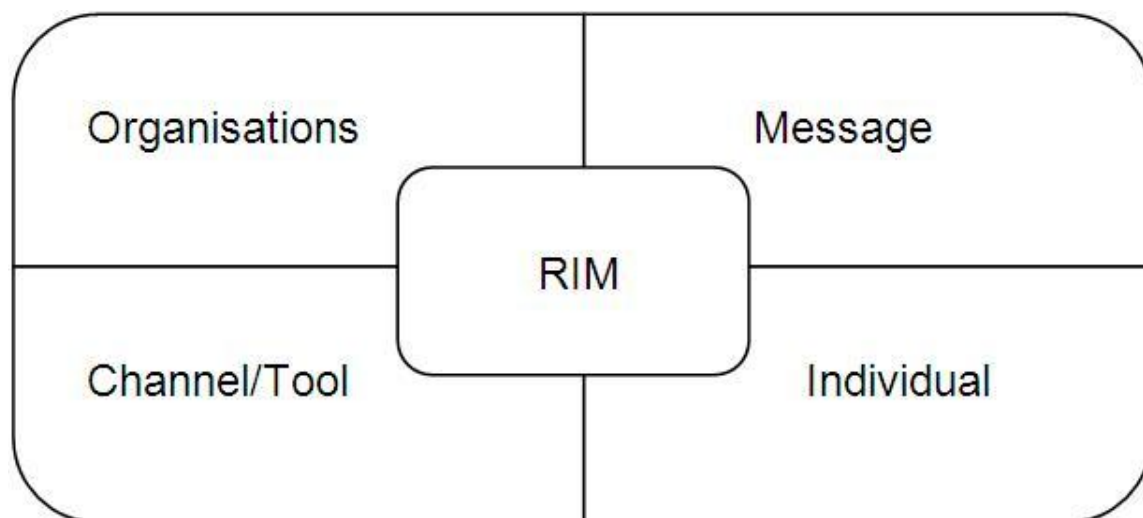 Organisations
Message
RIM
Channel/Tool
Individual